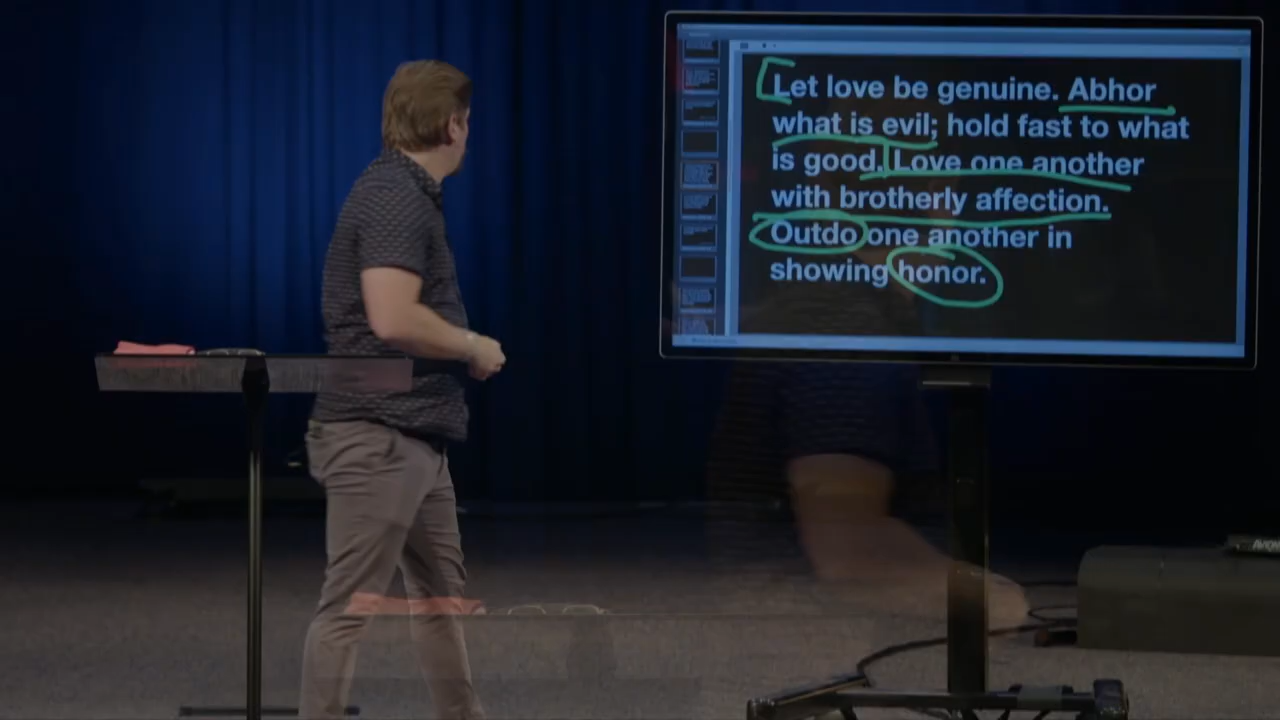 Let love be genuine. Abhor
what is evil; hold fast to what
is good. Love one another
with brotherly affection.
Outdo one another in
showing honor.